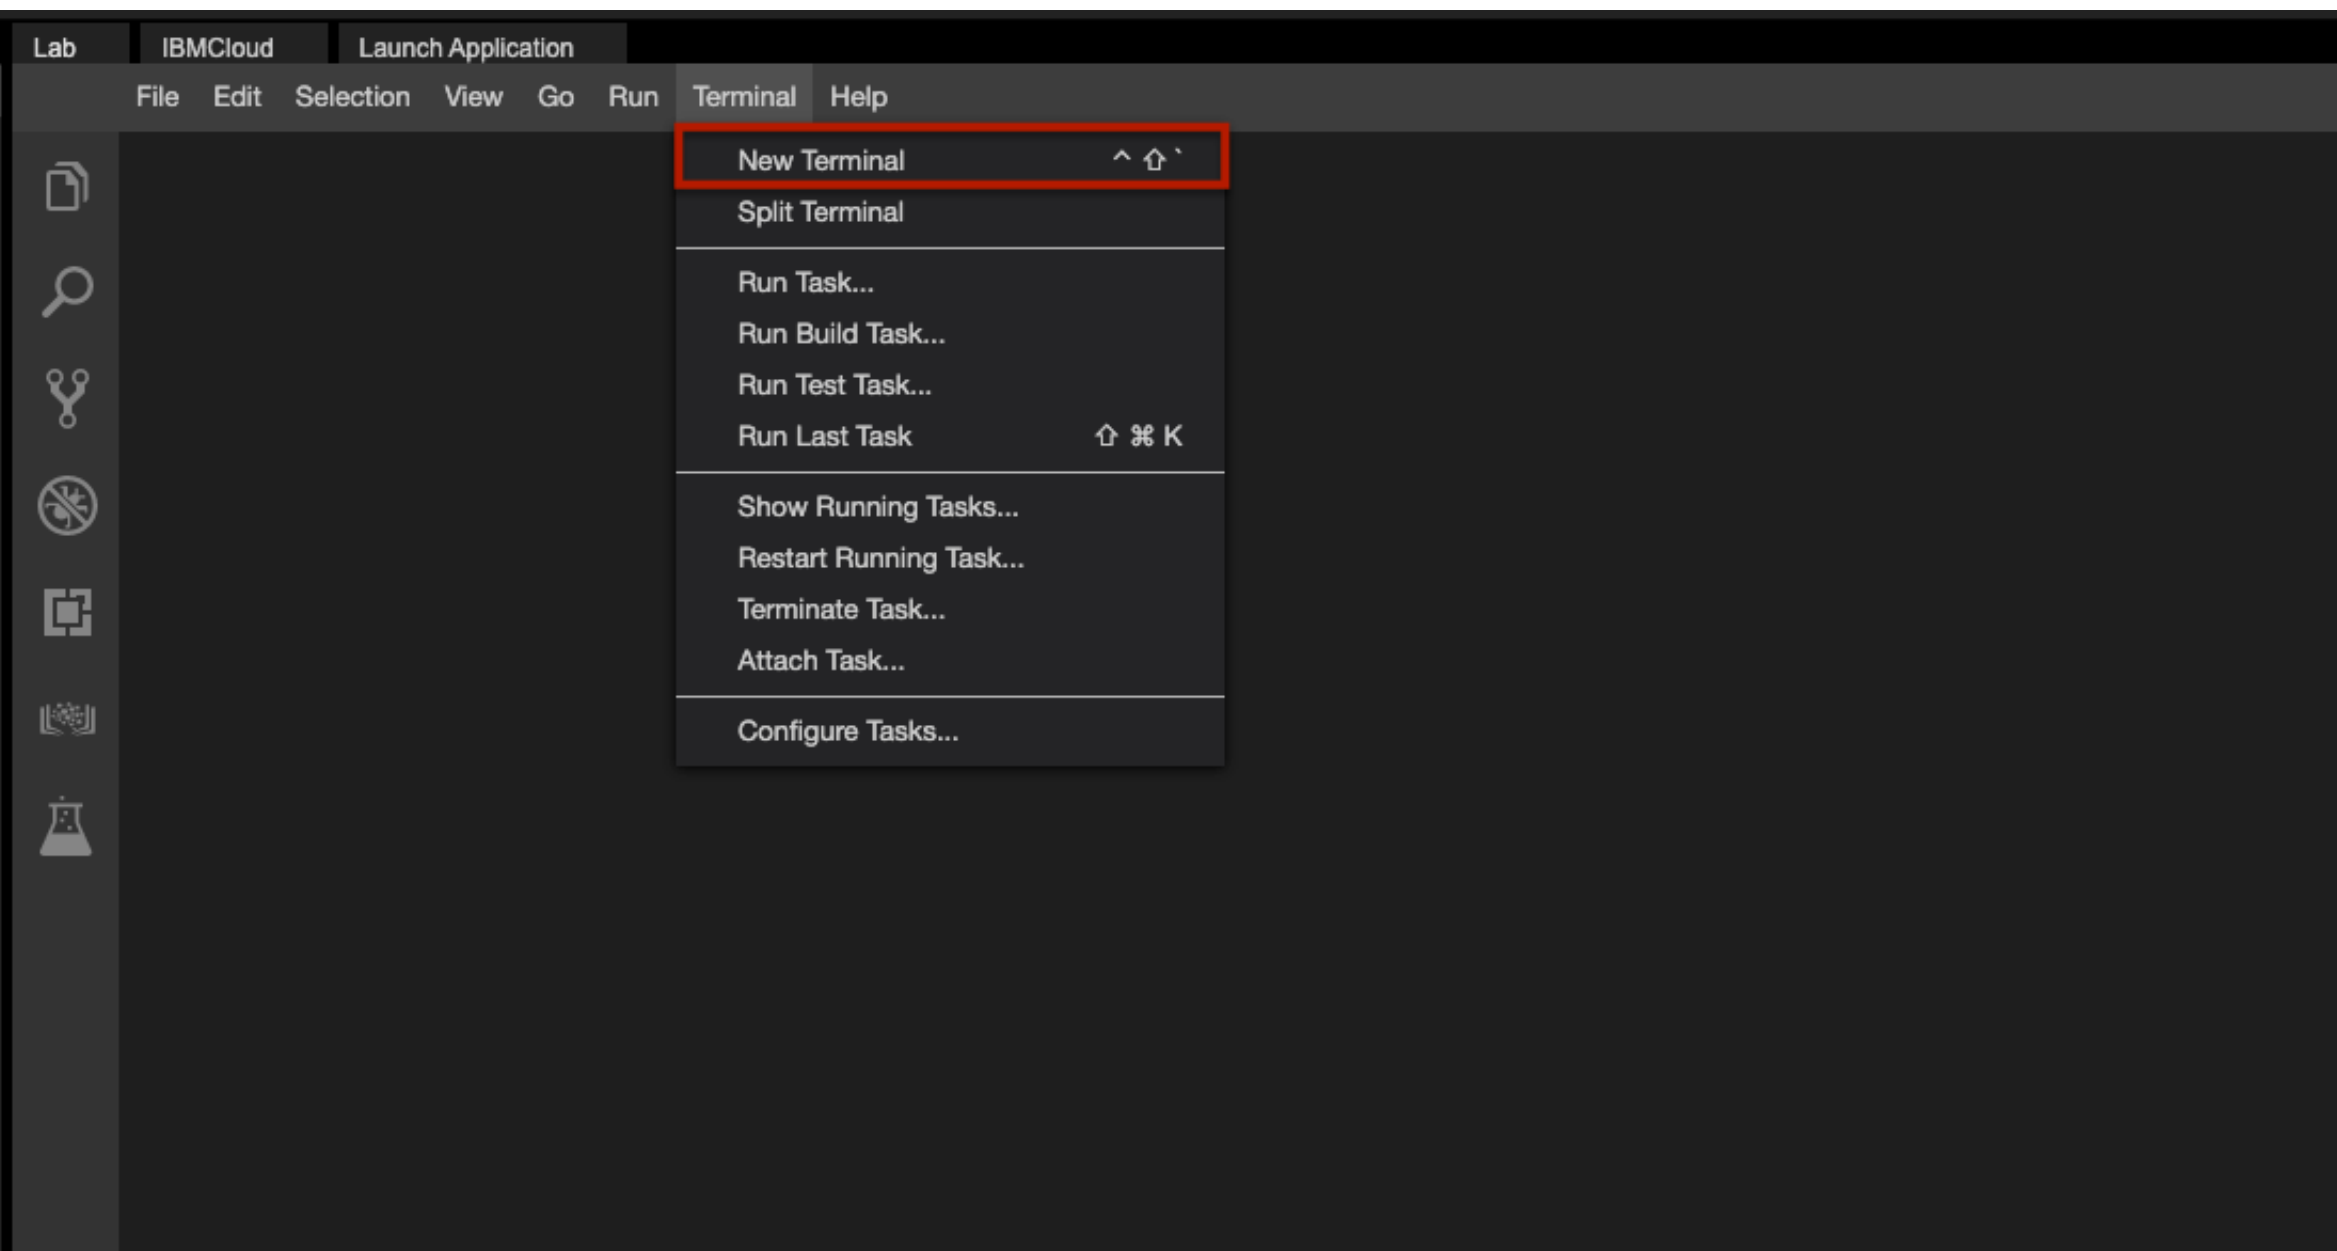 Lab IBMCloud Launch Application
File Edit Selection View Go Run Terminal Help
New Terminal ^ ⇧ `
Split Terminal
Run Task...
Run Build Task...
Run Test Task...
Run Last Task ⇧ ⌘ K
Show Running Tasks...
Restart Running Task...
Terminate Task...
Attach Task...
Configure Tasks...